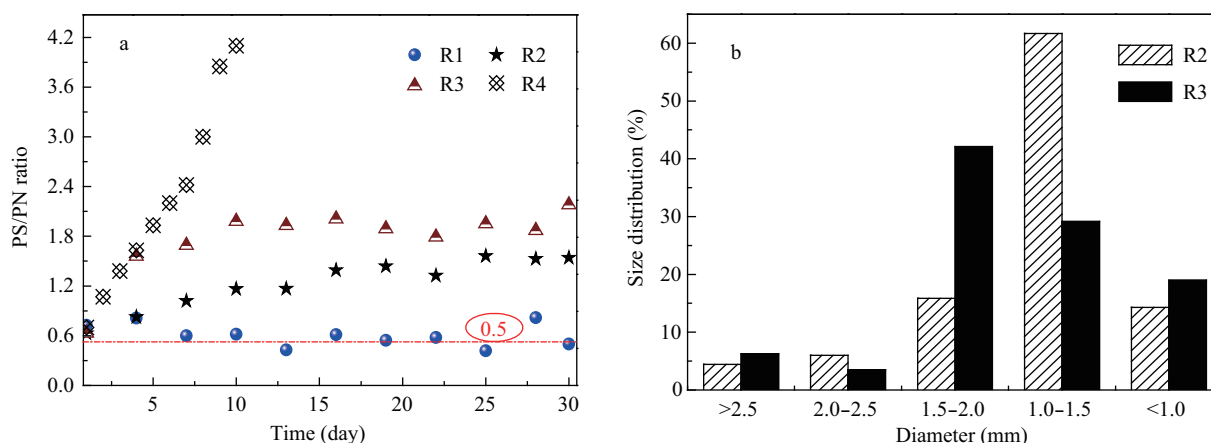 a
R1
R2
R3
R4
4.2
3.6
3.0
2.4
1.8
1.2
0.6
0.0
0.5
5
10
15
20
25
30
PS/PN ratio
Time (day)
b
R2
R3
60
50
40
30
20
10
0
>2.5
2.0–2.5
1.5–2.0
1.0–1.5
<1.0
Size distribution (%)
Diameter (mm)